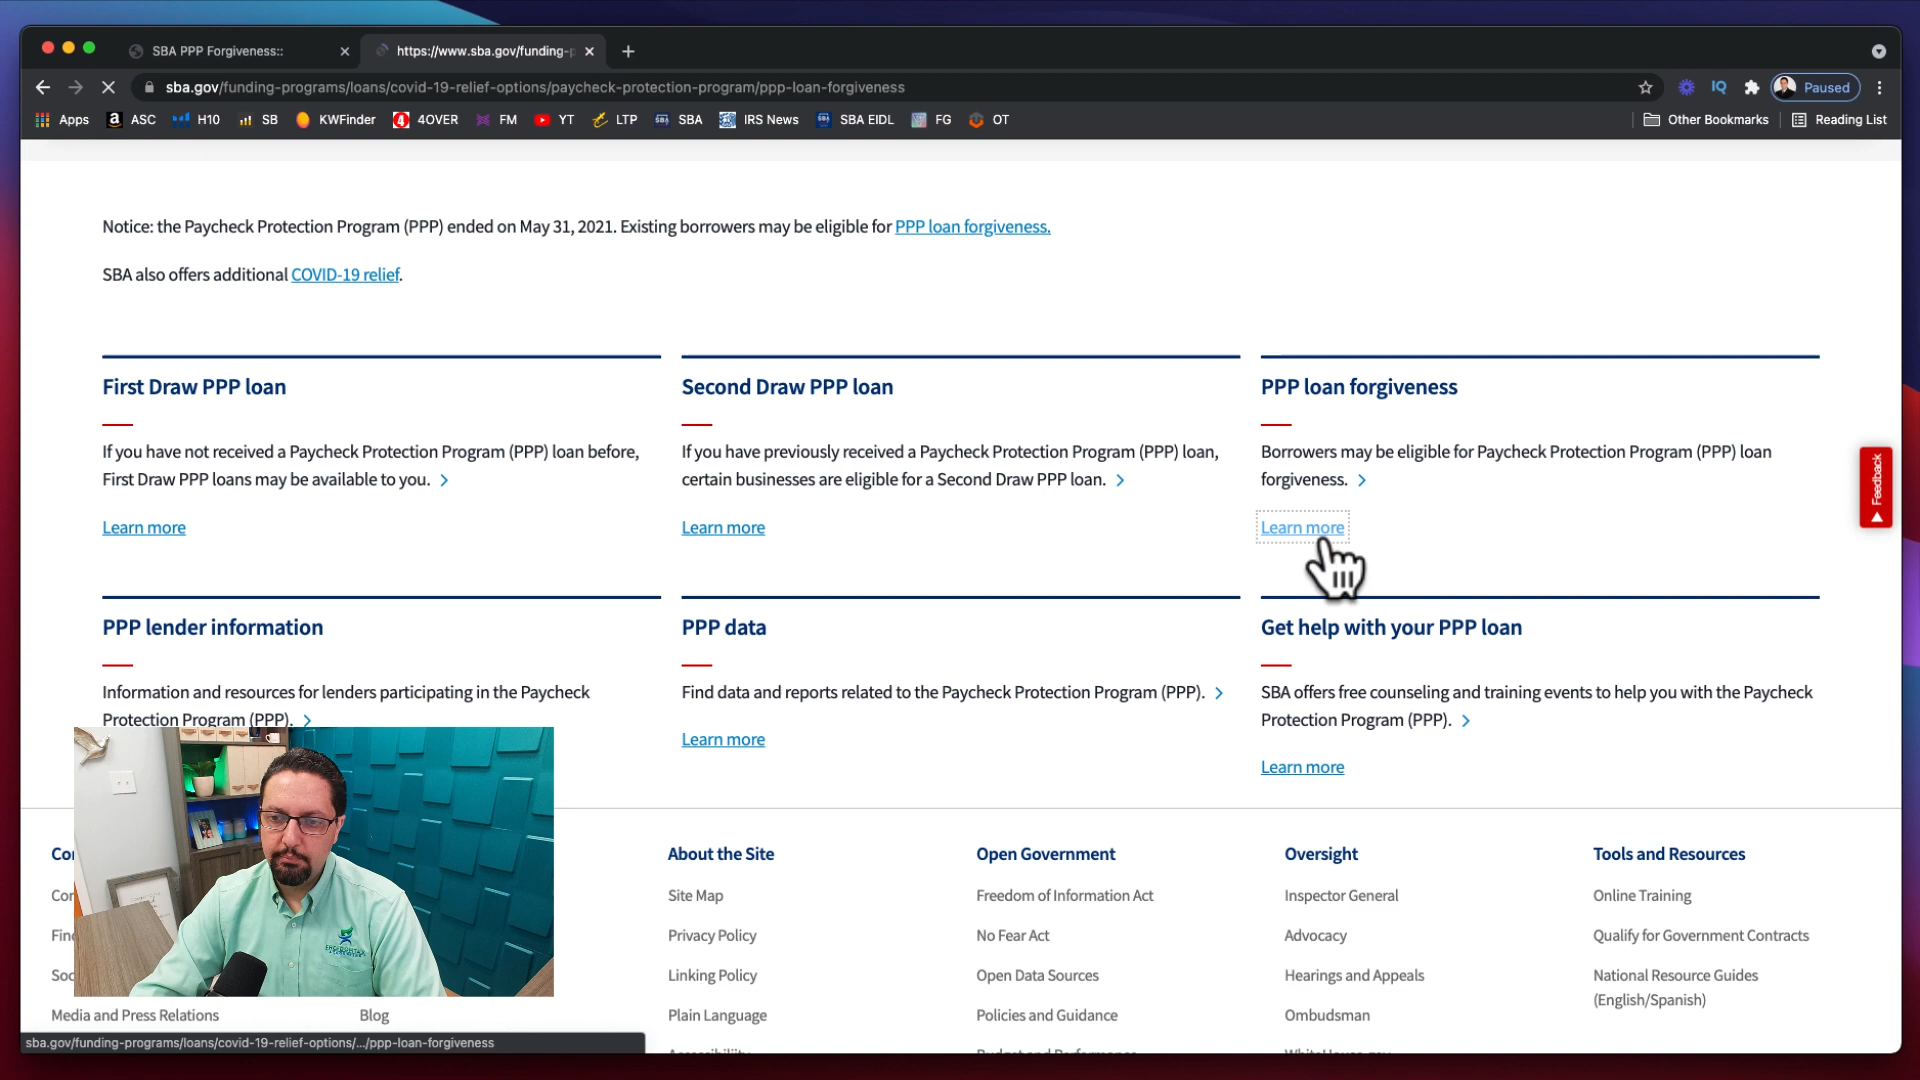 SBA PPP Forgiveness::
https://www.sba.gov/funding-p
sba.gov/funding-programs/loans/covid-19-relief-options/paycheck-protection-program/ppp-loan-forgiveness
IQ
Paused
Apps
ASC
H10
SB
KWFinder
4OVER
FM
YT
LTP
SBA
IRS News
SBA EIDL
FG
OT
Other Bookmarks
Reading List
Notice: the Paycheck Protection Program (PPP) ended on May 31, 2021. Existing borrowers may be eligible for PPP loan forgiveness.
SBA also offers additional COVID-19 relief.
First Draw PPP loan
If you have not received a Paycheck Protection Program (PPP) loan before,
First Draw PPP loans may be available to you.
Learn more
Second Draw PPP loan
If you have previously received a Paycheck Protection Program (PPP) loan,
certain businesses are eligible for a Second Draw PPP loan.
Learn more
PPP loan forgiveness
Borrowers may be eligible for Paycheck Protection Program (PPP) loan
forgiveness.
Learn more
Feedback
PPP lender information
Information and resources for lenders participating in the Paycheck
Protection Program (PPP).
PPP data
Find data and reports related to the Paycheck Protection Program (PPP).
Learn more
Get help with your PPP loan
SBA offers free counseling and training events to help you with the Paycheck
Protection Program (PPP).
Learn more
Media and Press Relations
Blog
About the Site
Site Map
Privacy Policy
Linking Policy
Plain Language
Open Government
Freedom of Information Act
No Fear Act
Open Data Sources
Policies and Guidance
Oversight
Inspector General
Advocacy
Hearings and Appeals
Ombudsman
Tools and Resources
Online Training
Qualify for Government Contracts
National Resource Guides
(English/Spanish)
sba.gov/funding-programs/loans/covid-19-relief-options/.../ppp-loan-forgiveness